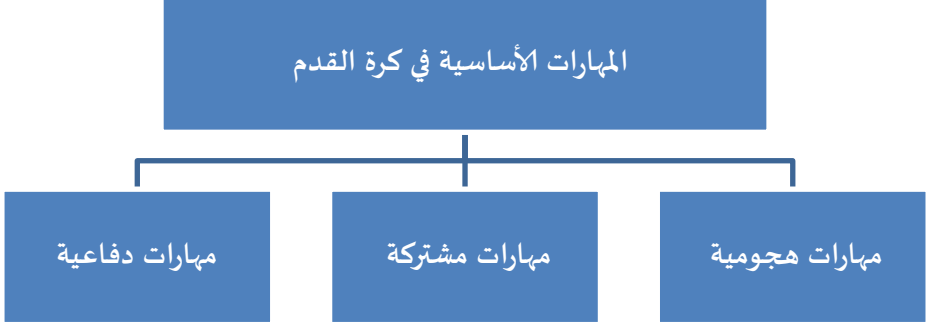 المهارات الأساسية في كرة القدم
مهارات هجومية
مهارات مشتركة
مهارات دفاعية